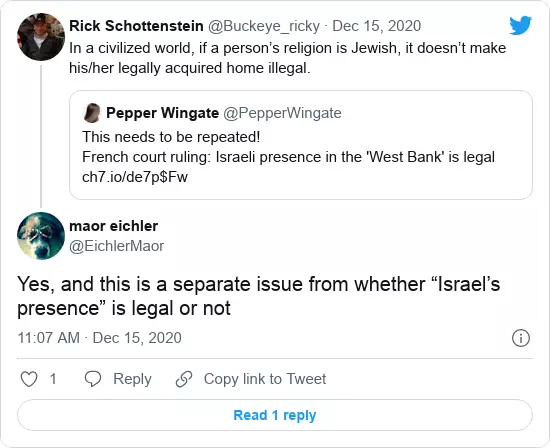 Rick Schottenstein @Buckeye_ricky · Dec 15, 2020
In a civilized world, if a person’s religion is Jewish, it doesn’t make
his/her legally acquired home illegal.
Pepper Wingate @PepperWingate
This needs to be repeated!
French court ruling: Israeli presence in the 'West Bank' is legal
ch7.io/de7p$Fw
maor eichler
@EichlerMaor
Yes, and this is a separate issue from whether “Israel’s
presence” is legal or not
11:07 AM · Dec 15, 2020
1 Reply Copy link to Tweet
Read 1 reply